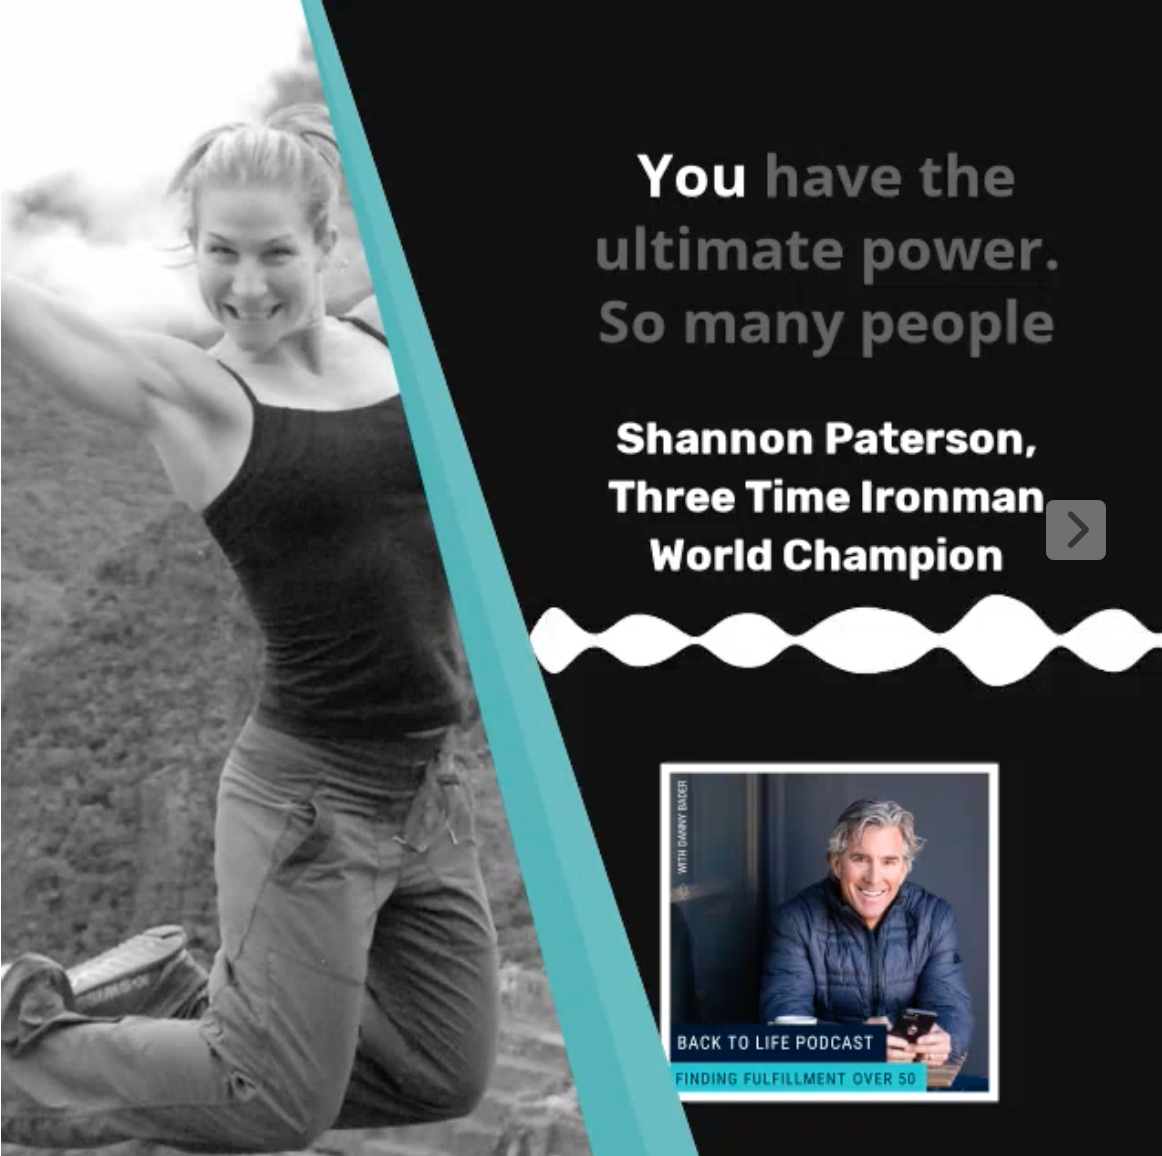 You have the
ultimate power.
So many people
Shannon Paterson,
Three Time Ironman
World Champion
WITH DANNY BADER
BACK TO LIFE PODCAST
FINDING FULFILLMENT OVER 50